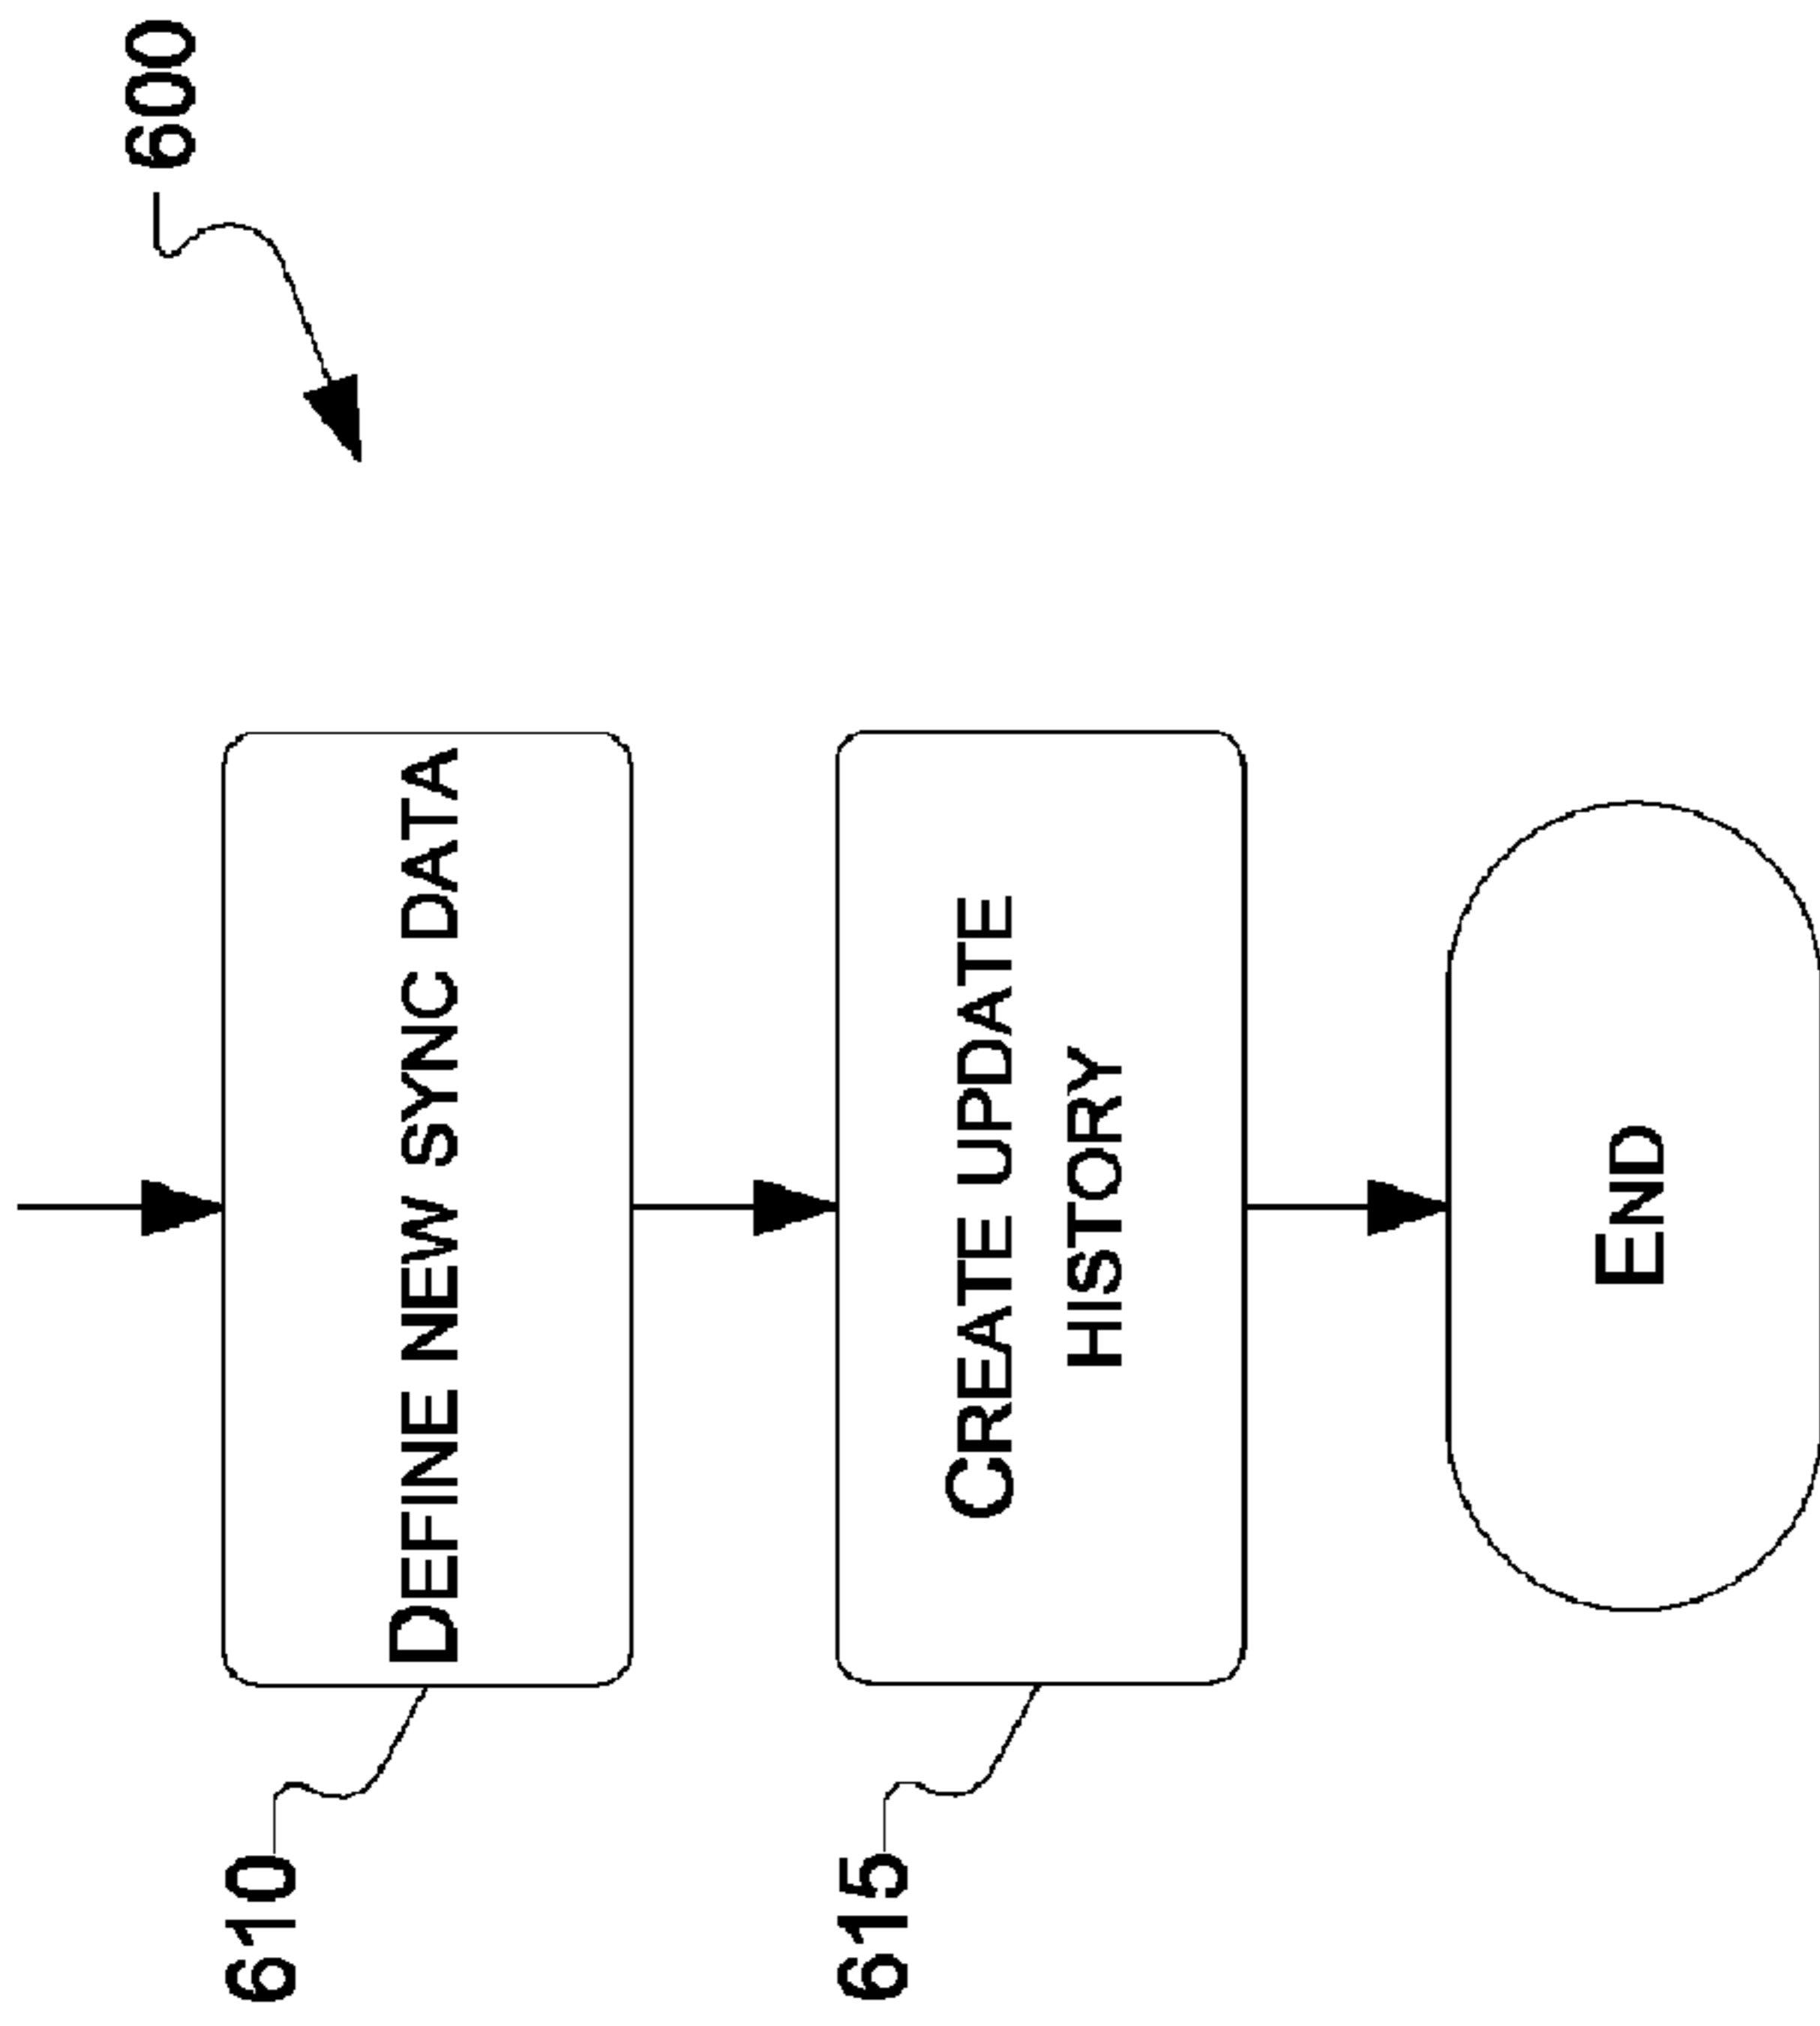 600
610
DEFINE NEW SYNC DATA
615
CREATE UPDATE
HISTORY
END